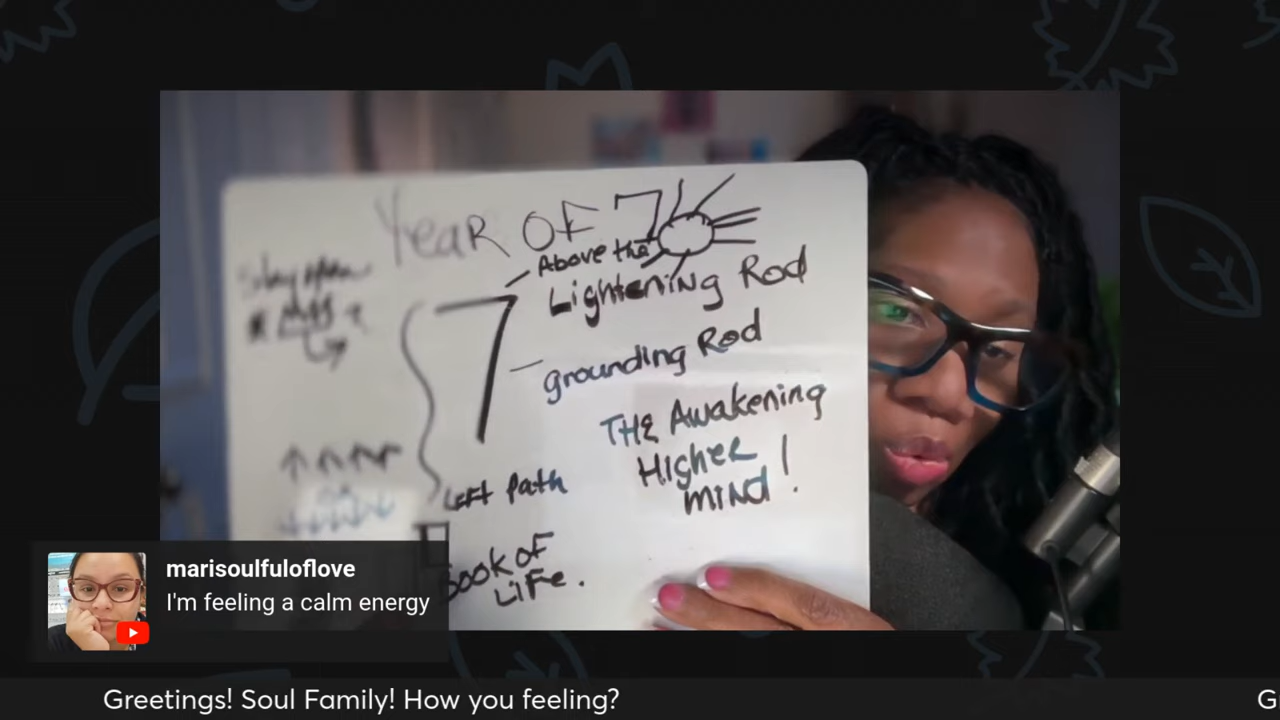 YEAR OF 7
Above the
Lightening Rod
7
grounding Rod
THE Awakening
HigheR
MIND!
LEFT Path
BOOK OF
LIFE.
marisoulfuloflove
I'm feeling a calm energy
Greetings! Soul Family! How you feeling?
G